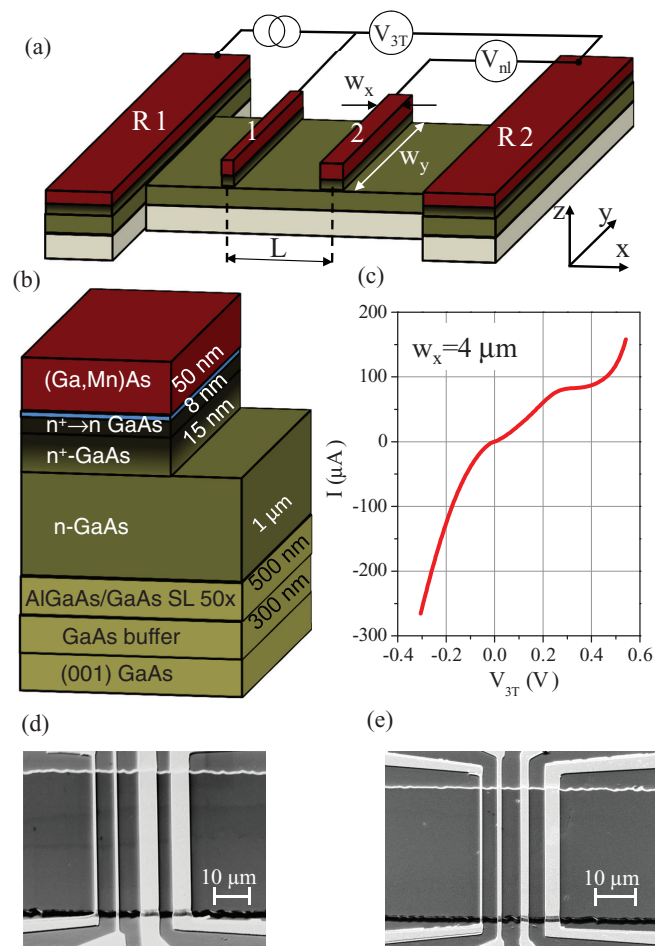 (a)
V3T
Vnl
wx
R 1
1
2
R 2
wy
L
z
y
x
(b)
(Ga,Mn)As
50 nm
8 nm
n+→n GaAs
15 nm
n+-GaAs
n-GaAs
1 µm
500 nm
AlGaAs/GaAs SL 50x
300 nm
GaAs buffer
(001) GaAs
(c)
wx=4 µm
I (µA)
200
100
0
-100
-200
-300
-0.4
-0.2
0.0
0.2
0.4
0.6
V3T (V)
(d)
10 µm
(e)
10 µm